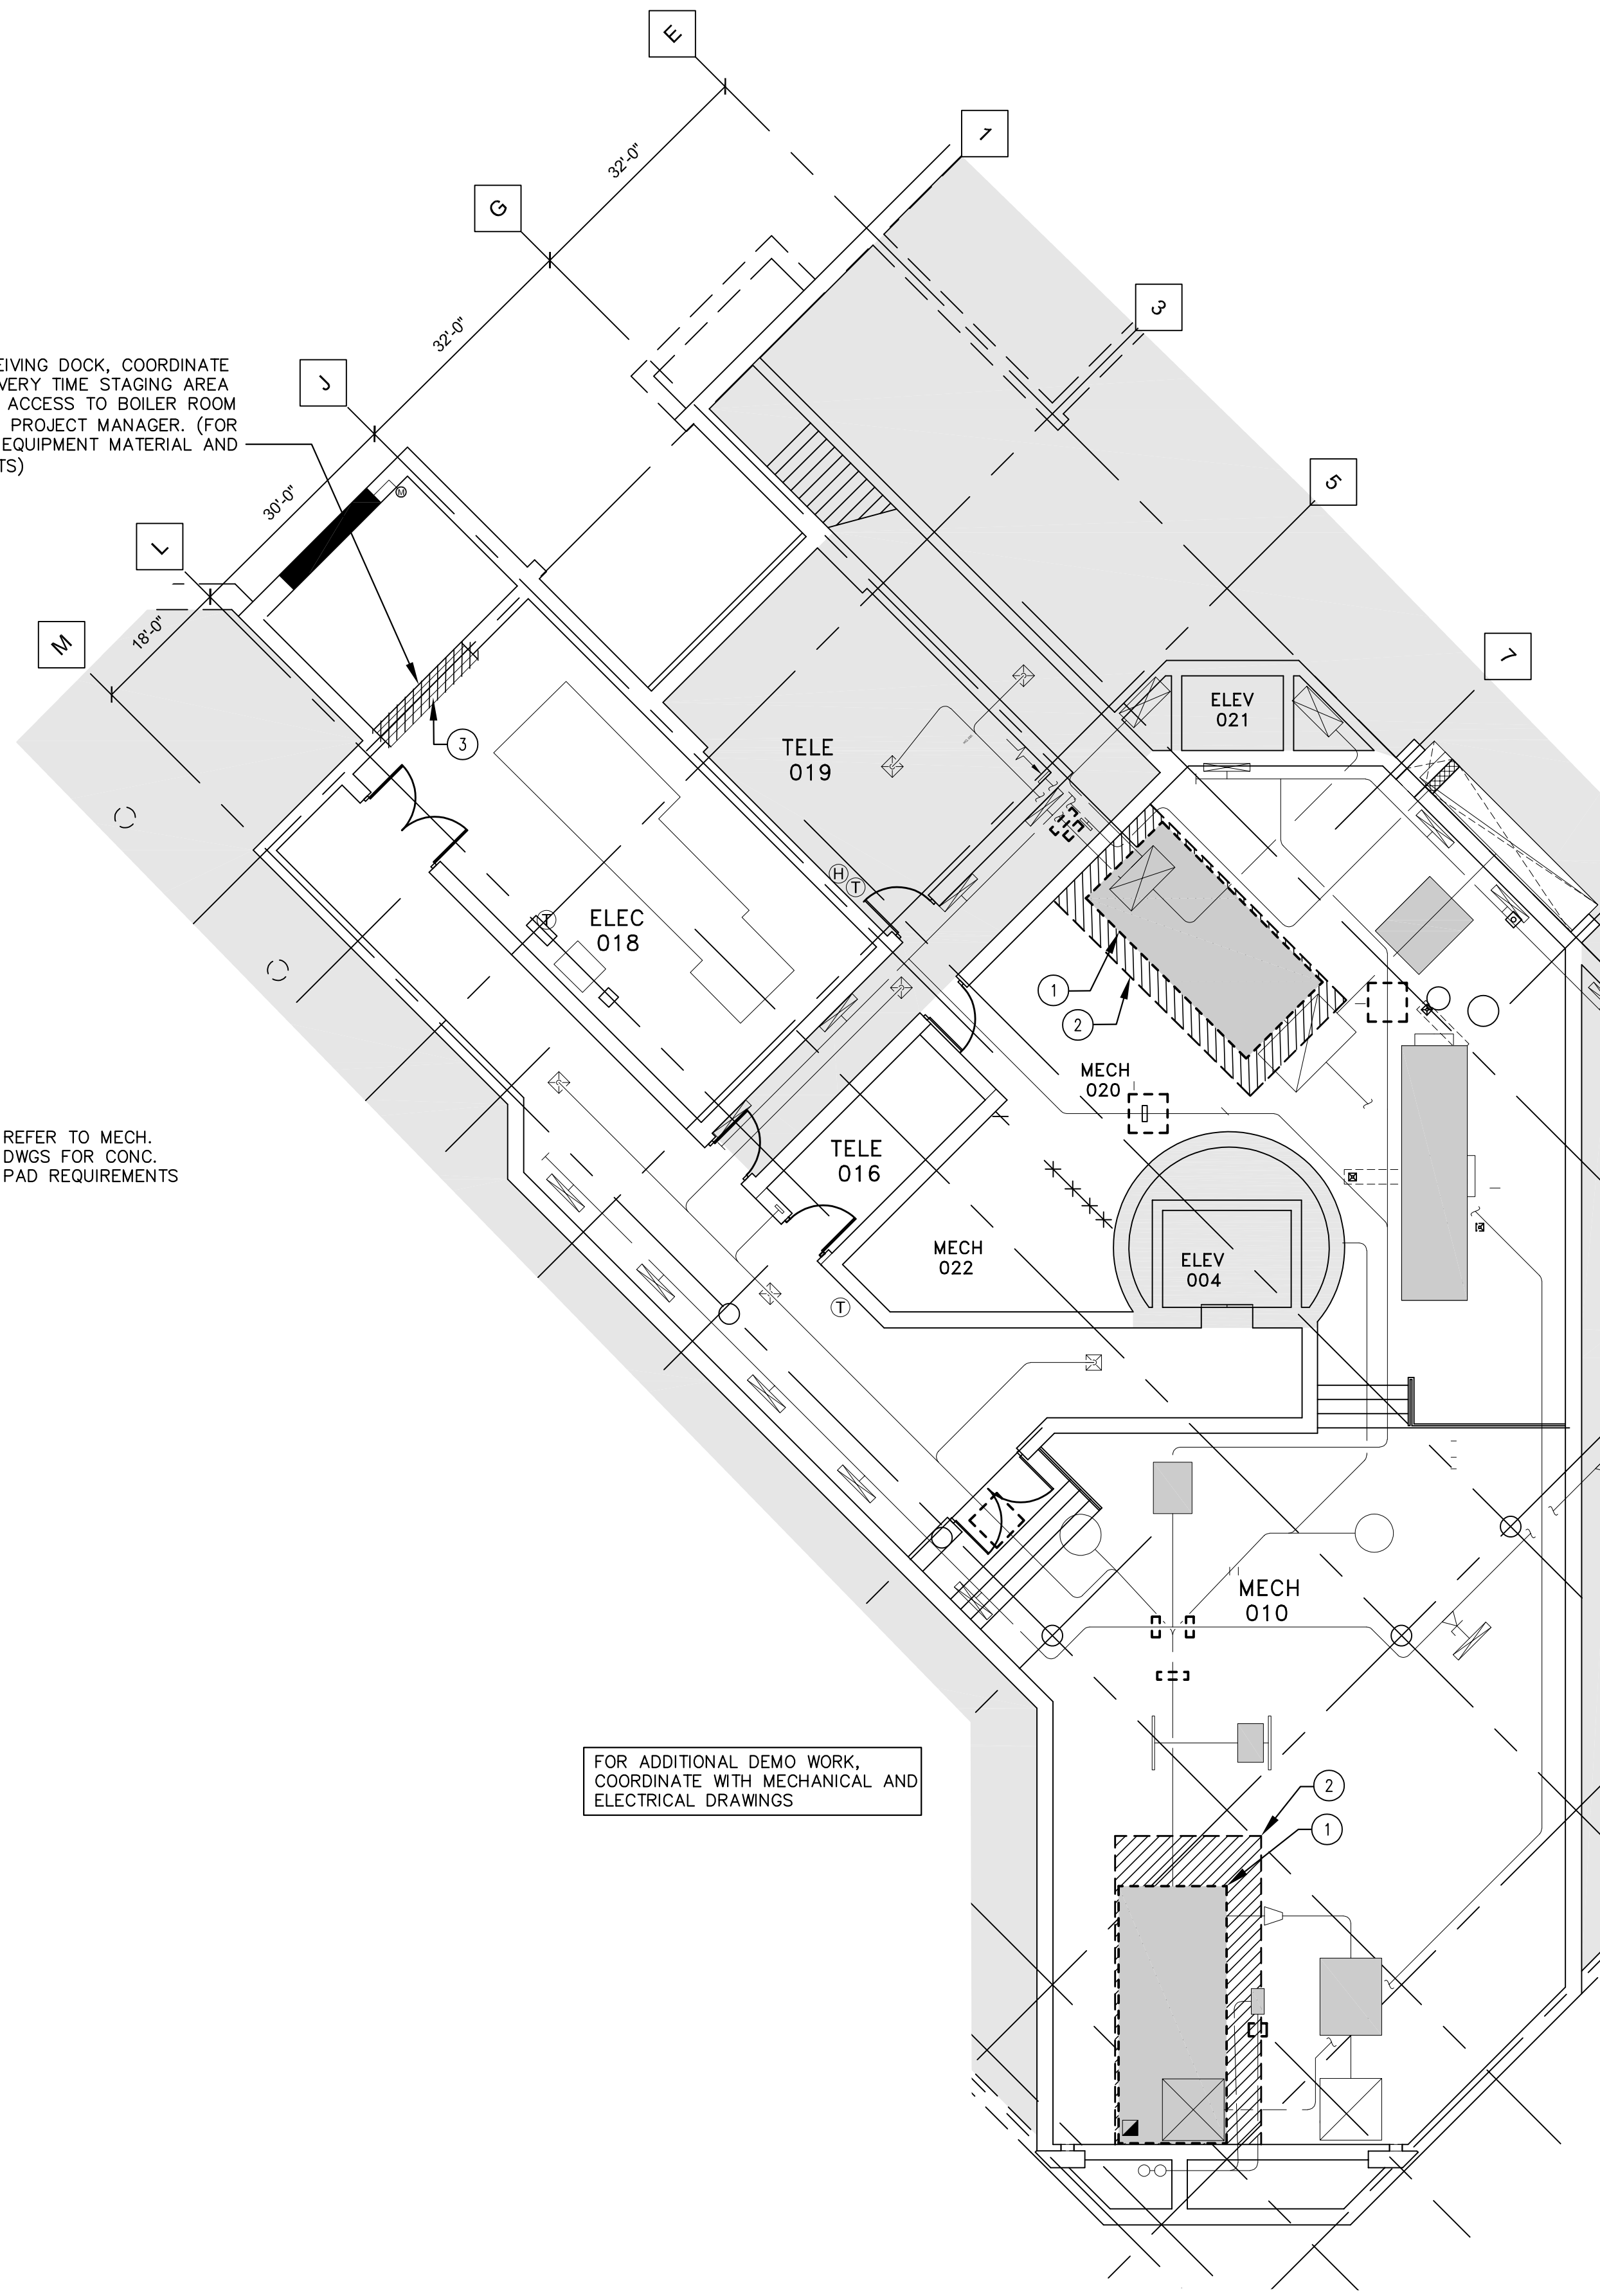 E
1
32'-0"
G
3
32'-0"
J
EIVING DOCK, COORDINATE
VERY TIME STAGING AREA
ACCESS TO BOILER ROOM
PROJECT MANAGER. (FOR
EQUIPMENT MATERIAL AND
TS)
5
M
30'-0"
L
18'-0"
M
7
ELEV
021
3
TELE
019
H
T
T
ELEC
018
1
2
MECH
020
REFER TO MECH.
DWGS FOR CONC.
PAD REQUIREMENTS
TELE
016
MECH
022
ELEV
004
T
MECH
010
FOR ADDITIONAL DEMO WORK,
COORDINATE WITH MECHANICAL AND
ELECTRICAL DRAWINGS
2
1